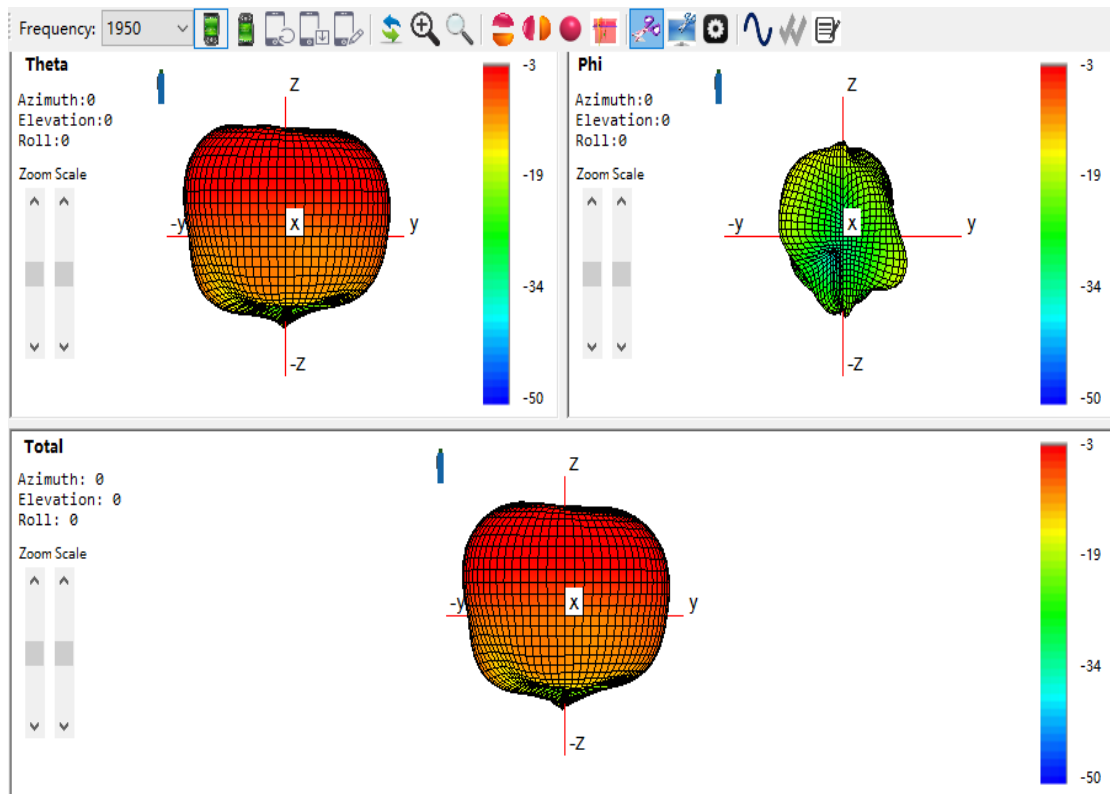 Frequency: 1950
Theta
Azimuth:0
Elevation:0
Roll:0
Zoom Scale
Z
-y
X
y
-Z
-3
-19
-34
-50
Phi
Azimuth:0
Elevation:0
Roll:0
Zoom Scale
Z
-y
X
y
-Z
-3
-19
-34
-50
Total
Azimuth: 0
Elevation: 0
Roll: 0
Zoom Scale
Z
-y
X
y
-Z
-3
-19
-34
-50